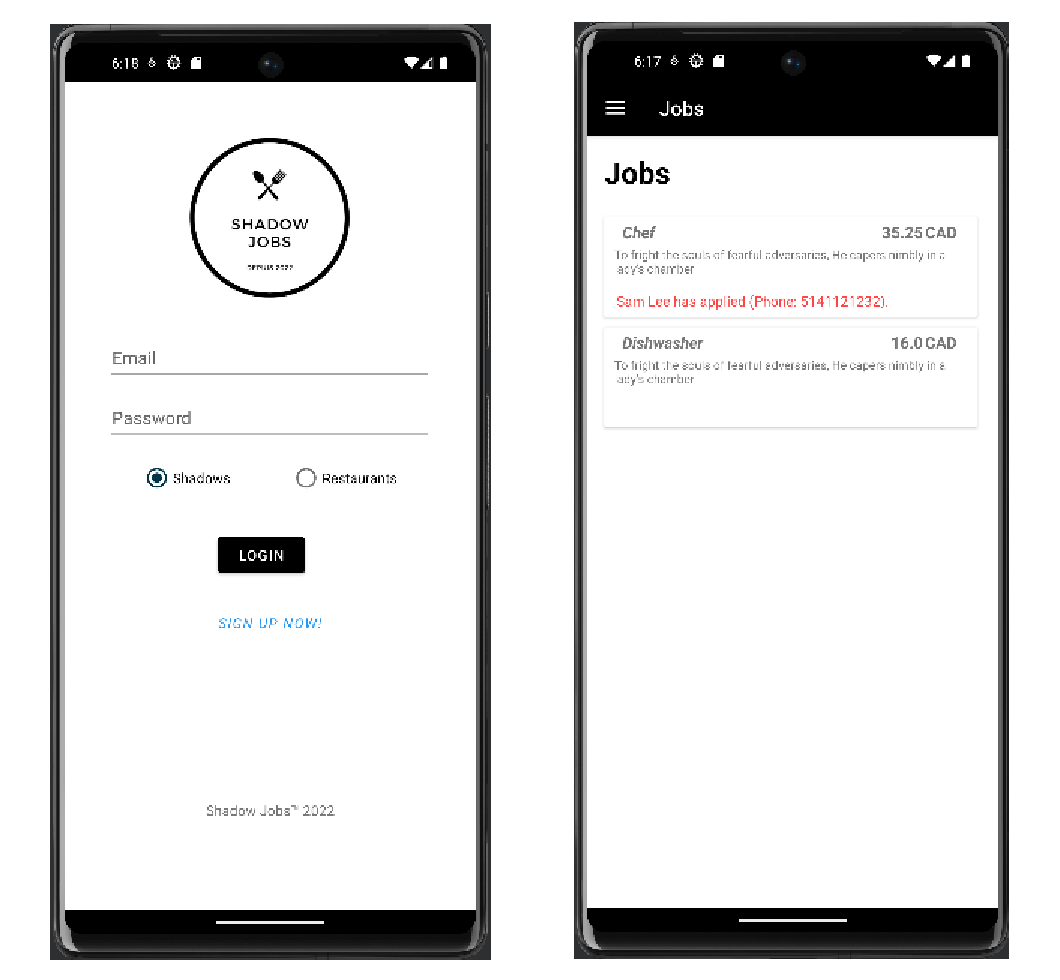 6:18
SHADOW
JOBS
DEPUIS 2022
Email
Password
Shadows Restaurants
LOGIN
SIGN UP NOW!
Shadow Jobs™ 2022
6:17
Jobs
Jobs
Chef 35.25 CAD
To fright the souls of fearful adversaries, He capers nimbly in a
lady's chamber
Sam Lee has applied (Phone: 5141121232).
Dishwasher 16.0 CAD
To fright the souls of fearful adversaries, He capers nimbly in a
lady's chamber